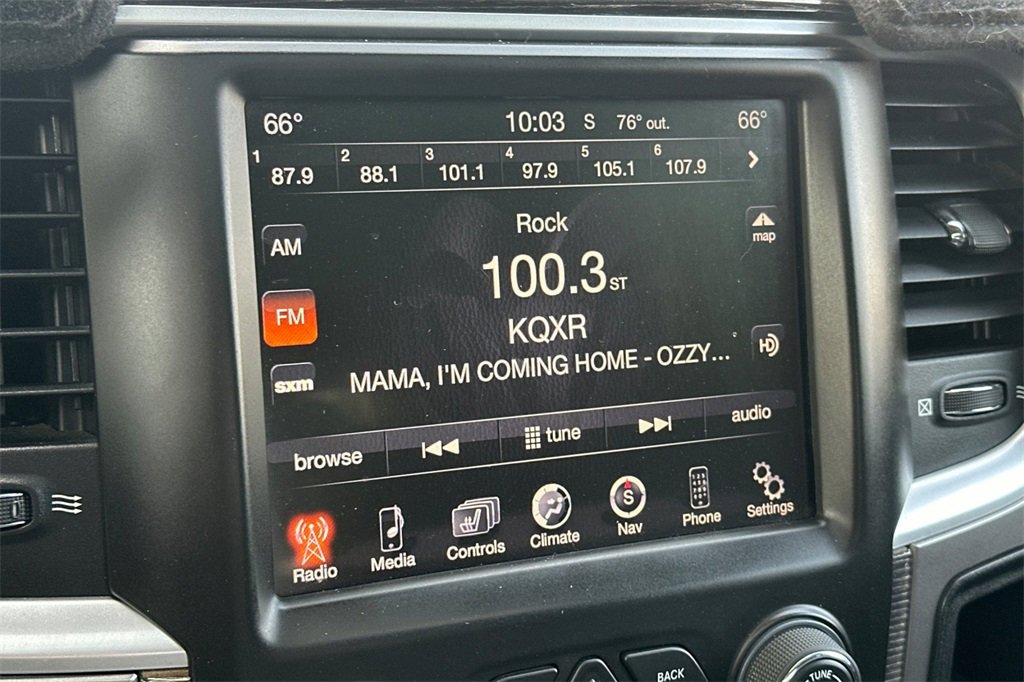 66° 10:03 S 76° out. 66°
1 87.9 2 88.1 3 101.1 4 97.9 5 105.1 6 107.9
Rock
map
AM
100.3 ST
FM
KQXR
HD
sxm
MAMA, I'M COMING HOME - OZZY...
browse tune audio
S
Radio Media Controls Climate Nav Phone Settings
BACK
TUNE